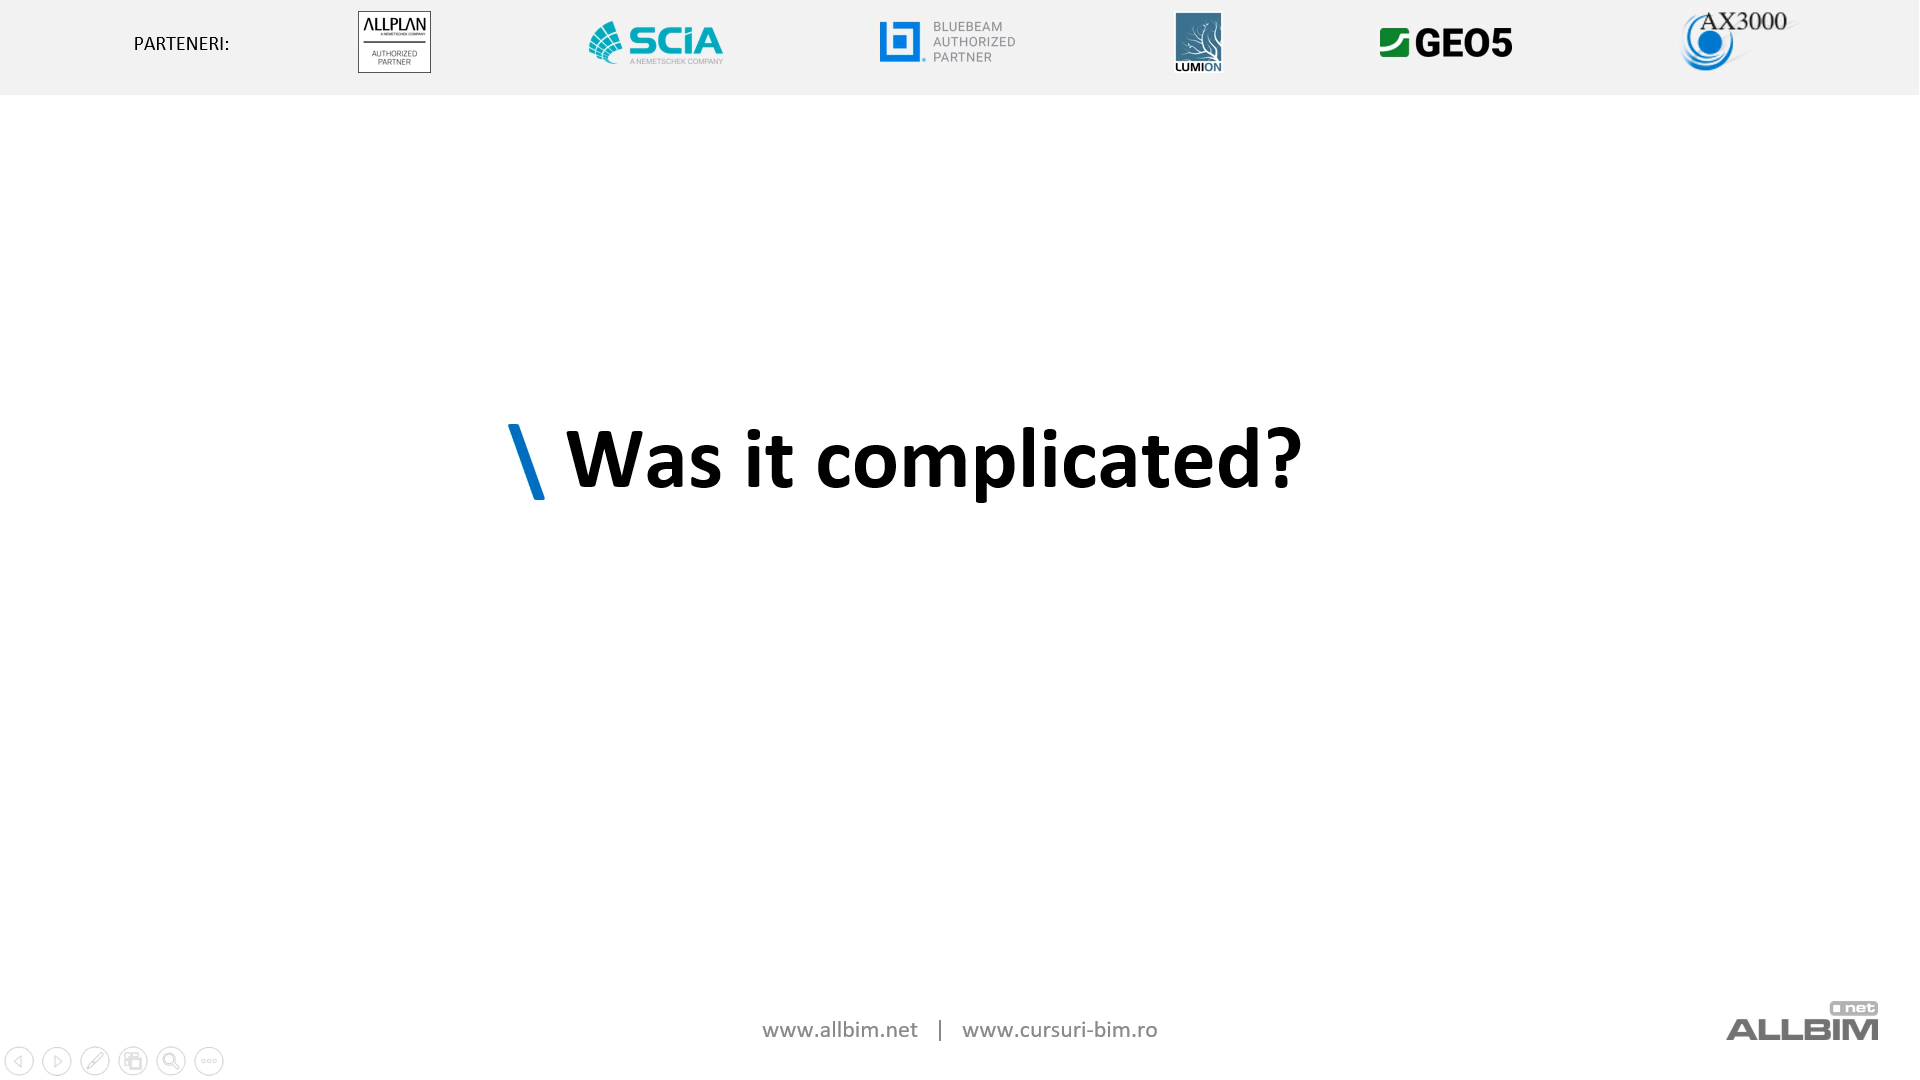 PARTENERI:
ALLPLAN
A NEMETSCHEK COMPANY
AUTHORIZED
PARTNER
SCIA
A NEMETSCHEK COMPANY
BLUEBEAM
AUTHORIZED
PARTNER
LUMION
GEO5
AX3000
\ Was it complicated?
www.allbim.net | www.cursuri-bim.ro
.net
ALLBIM